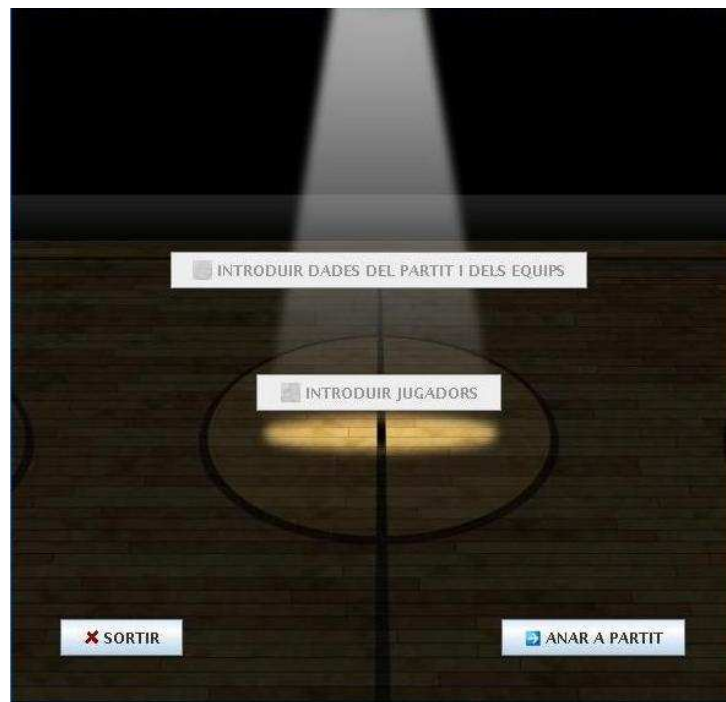 INTRODUIR DADES DEL PARTIT I DELS EQUIPS
INTRODUIR JUGADORS
SORTIR
ANAR A PARTIT